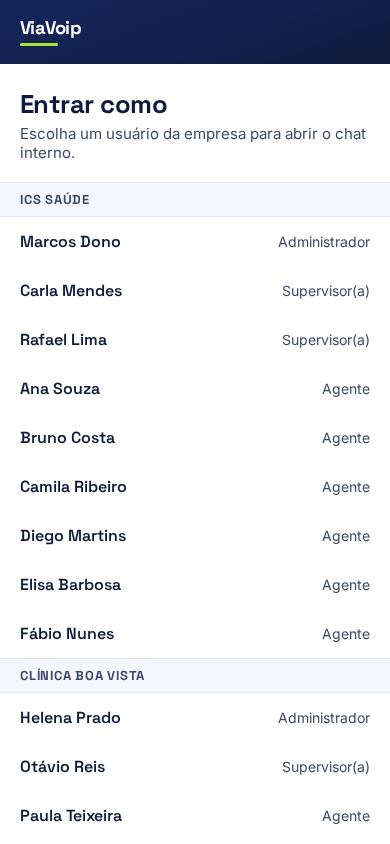 ViaVoip
Entrar como
Escolha um usuário da empresa para abrir o chat
interno.
ICS SAÚDE
Marcos Dono Administrador
Carla Mendes Supervisor(a)
Rafael Lima Supervisor(a)
Ana Souza Agente
Bruno Costa Agente
Camila Ribeiro Agente
Diego Martins Agente
Elisa Barbosa Agente
Fábio Nunes Agente
CLÍNICA BOA VISTA
Helena Prado Administrador
Otávio Reis Supervisor(a)
Paula Teixeira Agente